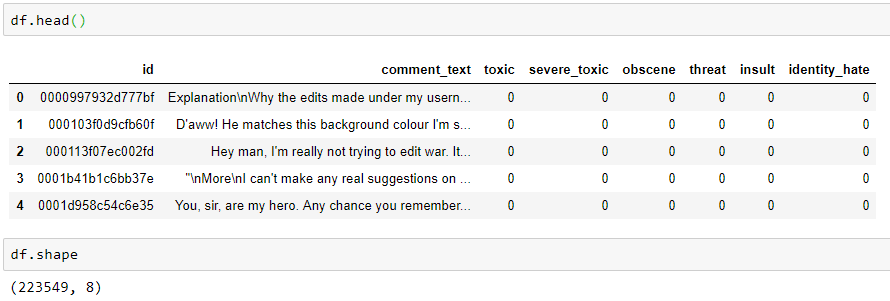 df.head()
id comment_text toxic severe_toxic obscene threat insult identity_hate
0 0000997932d777bf Explanation\nWhy the edits made under my usern... 0 0 0 0 0 0
1 000103f0d9cfb60f D'aww! He matches this background colour I'm s... 0 0 0 0 0 0
2 000113f07ec002fd Hey man, I'm really not trying to edit war. It... 0 0 0 0 0 0
3 0001b41b1c6bb37e "\nMore\nI can't make any real suggestions on ... 0 0 0 0 0 0
4 0001d958c54c6e35 You, sir, are my hero. Any chance you remember... 0 0 0 0 0 0
df.shape
(223549, 8)